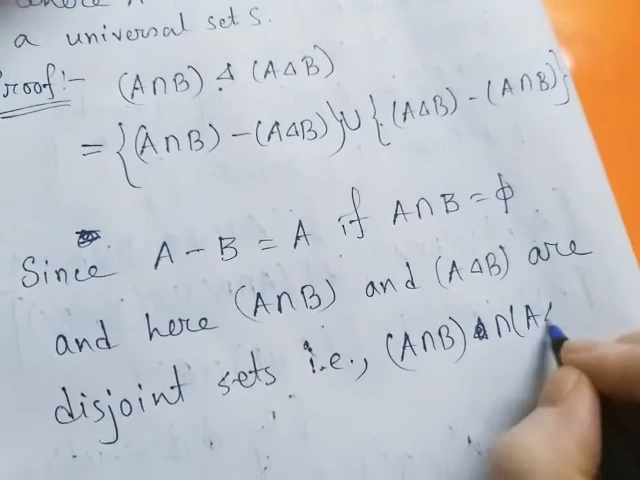 a universal set S.
Proof:- (A∩B) Δ (AΔB)
= {(A∩B) - (AΔB)} ∪ {(AΔB) - (A∩B)}
Since A - B = A if A∩B = ϕ
and here (A∩B) and (AΔB) are
disjoint sets i.e., (A∩B) ∩ (A